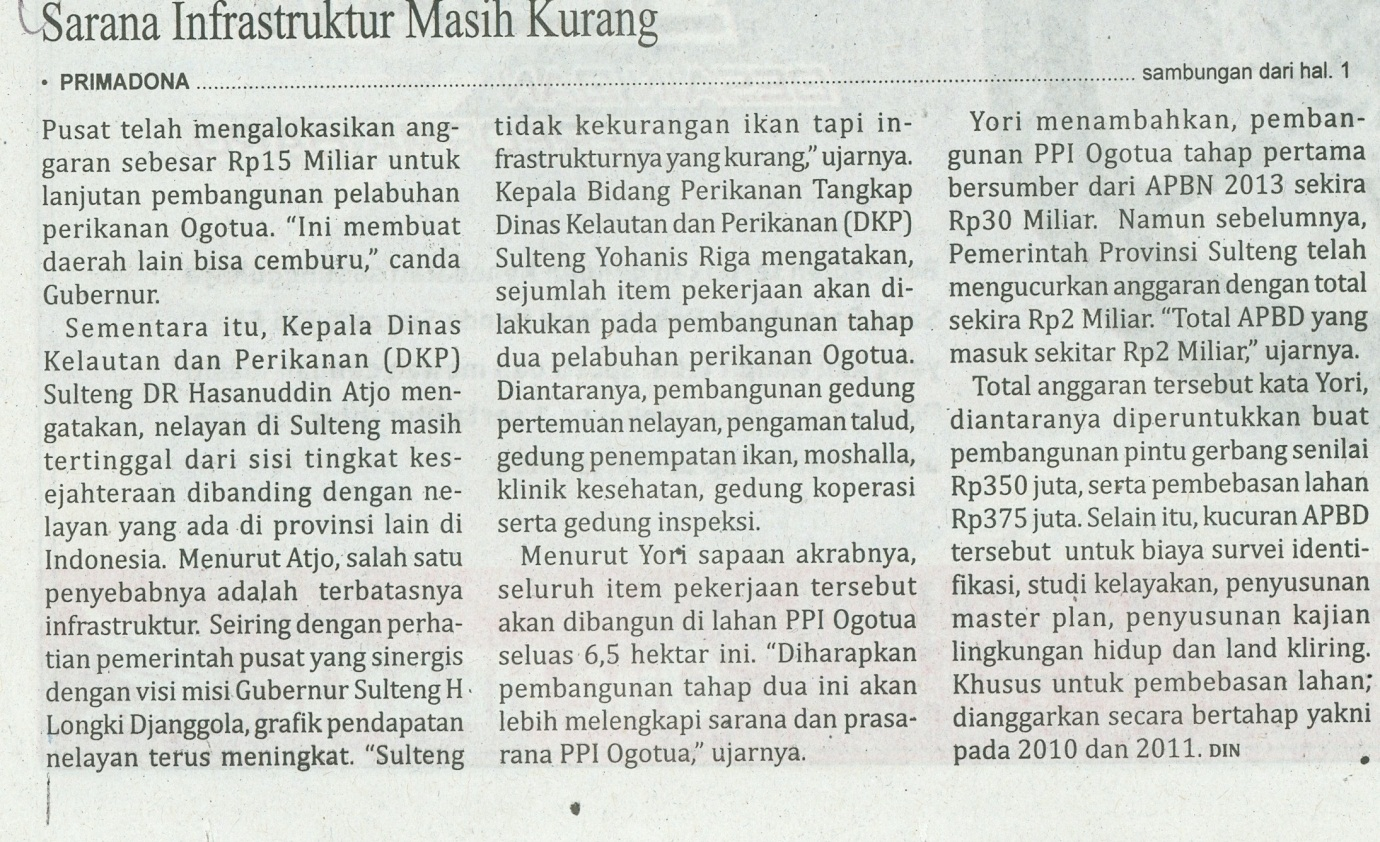 Sarana Infrastruktur Masih Kurang
• PRIMADONA ........................ sambungan dari hal. 1
Pusat telah mengalokasikan ang-
garan sebesar Rp15 Miliar untuk
lanjutan pembangunan pelabuhan
perikanan Ogotua. “Ini membuat
daerah lain bisa cemburu,” canda
Gubernur.
Sementara itu, Kepala Dinas
Kelautan dan Perikanan (DKP)
Sulteng DR Hasanuddin Atjo men-
gatakan, nelayan di Sulteng masih
tertinggal dari sisi tingkat kes-
ejahteraan dibanding dengan ne-
layan yang ada di provinsi lain di
Indonesia. Menurut Atjo, salah satu
penyebabnya adalah terbatasnya
infrastruktur. Seiring dengan perha-
tian pemerintah pusat yang sinergis
dengan visi misi Gubernur Sulteng H
Longki Djanggola, grafik pendapatan
nelayan terus meningkat. “Sulteng
tidak kekurangan ikan tapi in-
frastrukturnya yang kurang,” ujarnya.
Kepala Bidang Perikanan Tangkap
Dinas Kelautan dan Perikanan (DKP)
Sulteng Yohanis Riga mengatakan,
sejumlah item pekerjaan akan di-
lakukan pada pembangunan tahap
dua pelabuhan perikanan Ogotua.
Diantaranya, pembangunan gedung
pertemuan nelayan, pengaman talud,
gedung penempatan ikan, moshalla,
klinik kesehatan, gedung koperasi
serta gedung inspeksi.
Menurut Yori sapaan akrabnya,
seluruh item pekerjaan tersebut
akan dibangun di lahan PPI Ogotua
seluas 6,5 hektar ini. “Diharapkan
pembangunan tahap dua ini akan
lebih melengkapi sarana dan prasa-
rana PPI Ogotua,” ujarnya.
Yori menambahkan, pemban-
gunan PPI Ogotua tahap pertama
bersumber dari APBN 2013 sekira
Rp30 Miliar. Namun sebelumnya,
Pemerintah Provinsi Sulteng telah
mengucurkan anggaran dengan total
sekira Rp2 Miliar. “Total APBD yang
masuk sekitar Rp2 Miliar,” ujarnya.
Total anggaran tersebut kata Yori,
diantaranya diperuntukkan buat
pembangunan pintu gerbang senilai
Rp350 juta, serta pembebasan lahan
Rp375 juta. Selain itu, kucuran APBD
tersebut untuk biaya survei identi-
fikasi, studi kelayakan, penyusunan
master plan, penyusunan kajian
lingkungan hidup dan land kliring.
Khusus untuk pembebasan lahan;
dianggarkan secara bertahap yakni
pada 2010 dan 2011. DIN